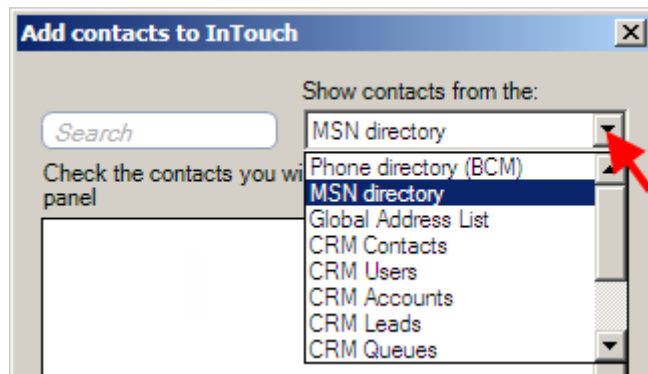 Add contacts to InTouch
Show contacts from the:
Search
MSN directory
Check the contacts you wi
panel
Phone directory (BCM)
MSN directory
Global Address List
CRM Contacts
CRM Users
CRM Accounts
CRM Leads
CRM Queues